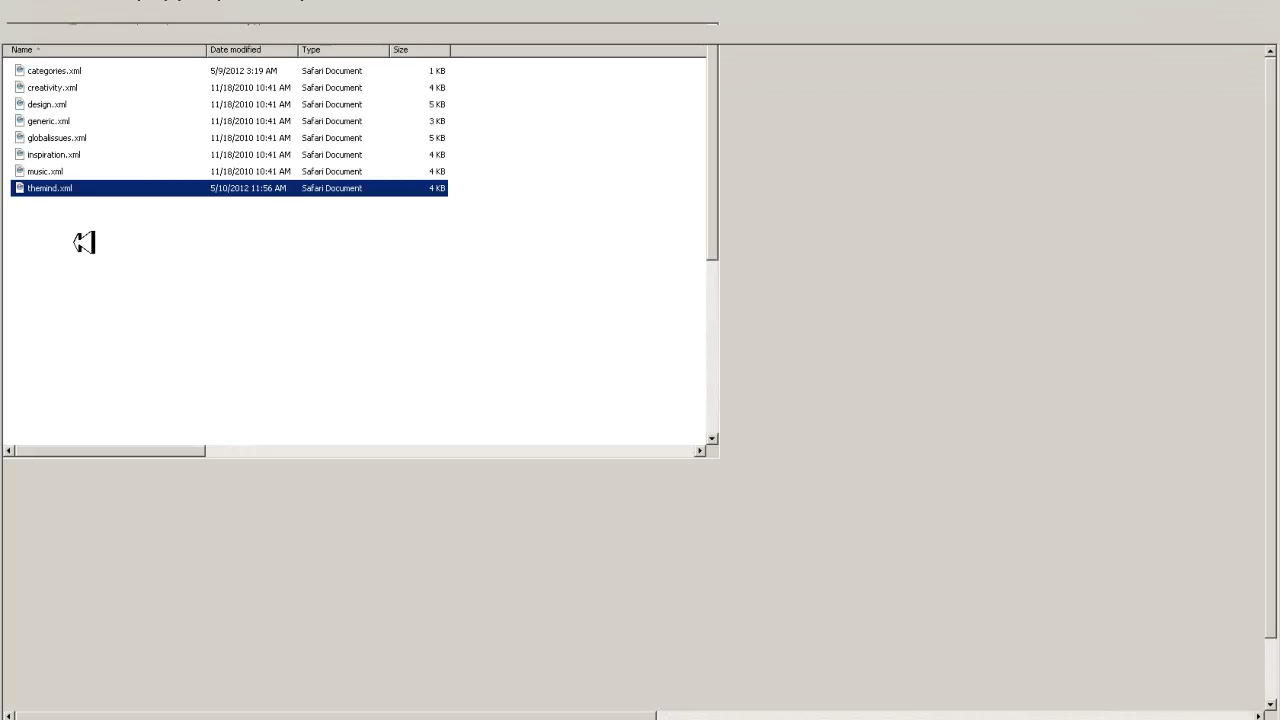 Name Date modified Type Size
categories.xml 5/9/2012 3:19 AM Safari Document 1 KB
creativity.xml 11/18/2010 10:41 AM Safari Document 4 KB
design.xml 11/18/2010 10:41 AM Safari Document 5 KB
generic.xml 11/18/2010 10:41 AM Safari Document 3 KB
globalissues.xml 11/18/2010 10:41 AM Safari Document 5 KB
inspiration.xml 11/18/2010 10:41 AM Safari Document 4 KB
music.xml 11/18/2010 10:41 AM Safari Document 4 KB
themind.xml 5/10/2012 11:56 AM Safari Document 4 KB